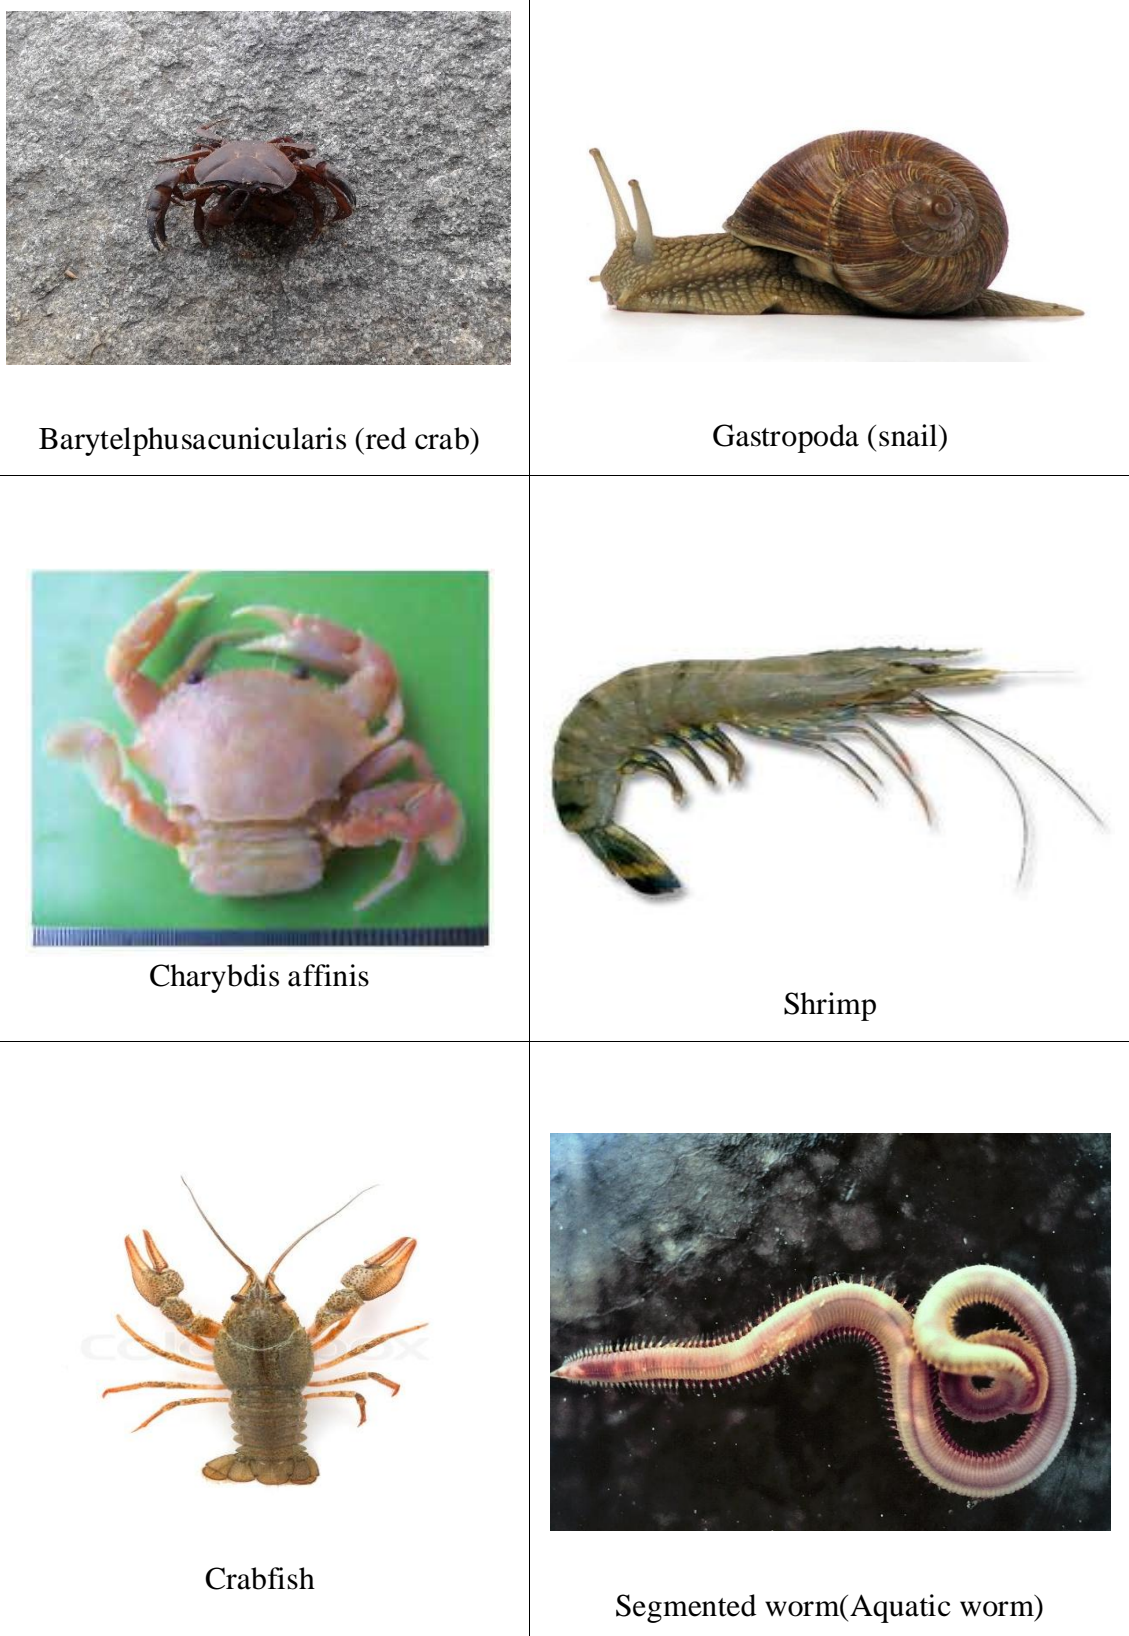 Barytelphusacunicularis (red crab)
Gastropoda (snail)
Charybdis affinis
Shrimp
Crabfish
Segmented worm(Aquatic worm)